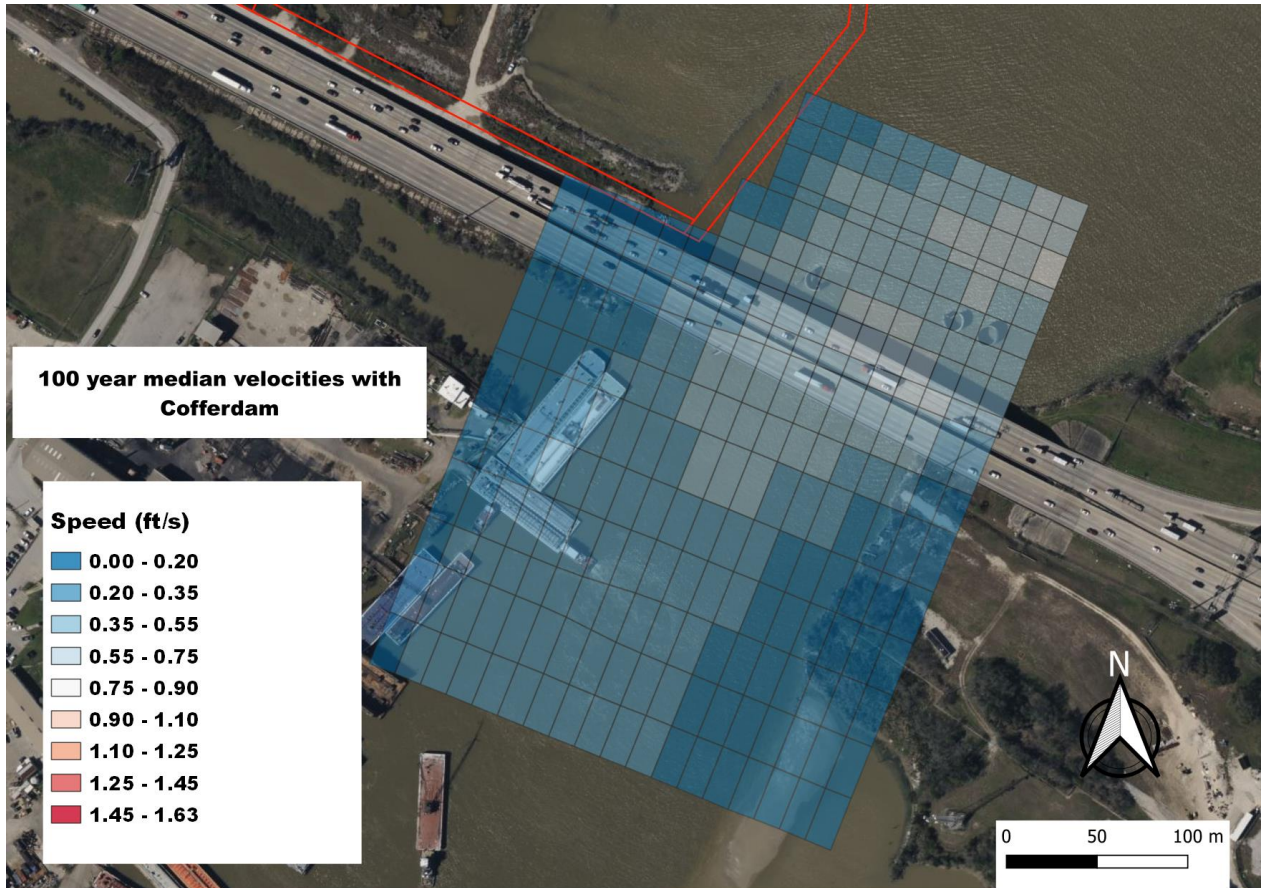 100 year median velocities with
Cofferdam
Speed (ft/s)
0.00 - 0.20
0.20 - 0.35
0.35 - 0.55
0.55 - 0.75
0.75 - 0.90
0.90 - 1.10
1.10 - 1.25
1.25 - 1.45
1.45 - 1.63
N
0 50 100 m